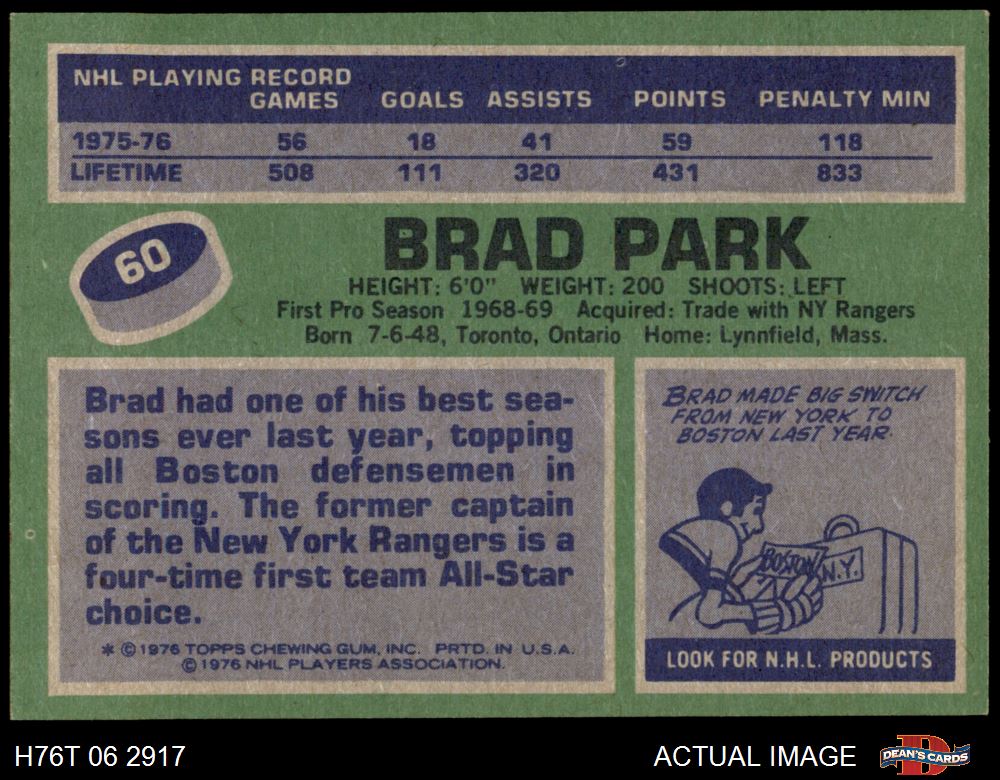 NHL PLAYING RECORD
GAMES GOALS ASSISTS POINTS PENALTY MIN
1975-76 56 18 41 59 118
LIFETIME 508 111 320 431 833
60
BRAD PARK
HEIGHT: 6'0" WEIGHT: 200 SHOOTS: LEFT
First Pro Season 1968-69 Acquired: Trade with NY Rangers
Born 7-6-48, Toronto, Ontario Home: Lynnfield, Mass.
Brad had one of his best sea-
sons ever last year, topping
all Boston defensemen in
scoring. The former captain
of the New York Rangers is a
four-time first team All-Star
choice.
* © 1976 TOPPS CHEWING GUM, INC. PRTD. IN U.S.A.
© 1976 NHL PLAYERS ASSOCIATION.
BRAD MADE BIG SWITCH
FROM NEW YORK TO
BOSTON LAST YEAR.
BOSTON N.Y.
LOOK FOR N.H.L. PRODUCTS
H76T 06 2917 ACTUAL IMAGE DEAN'S CARDS